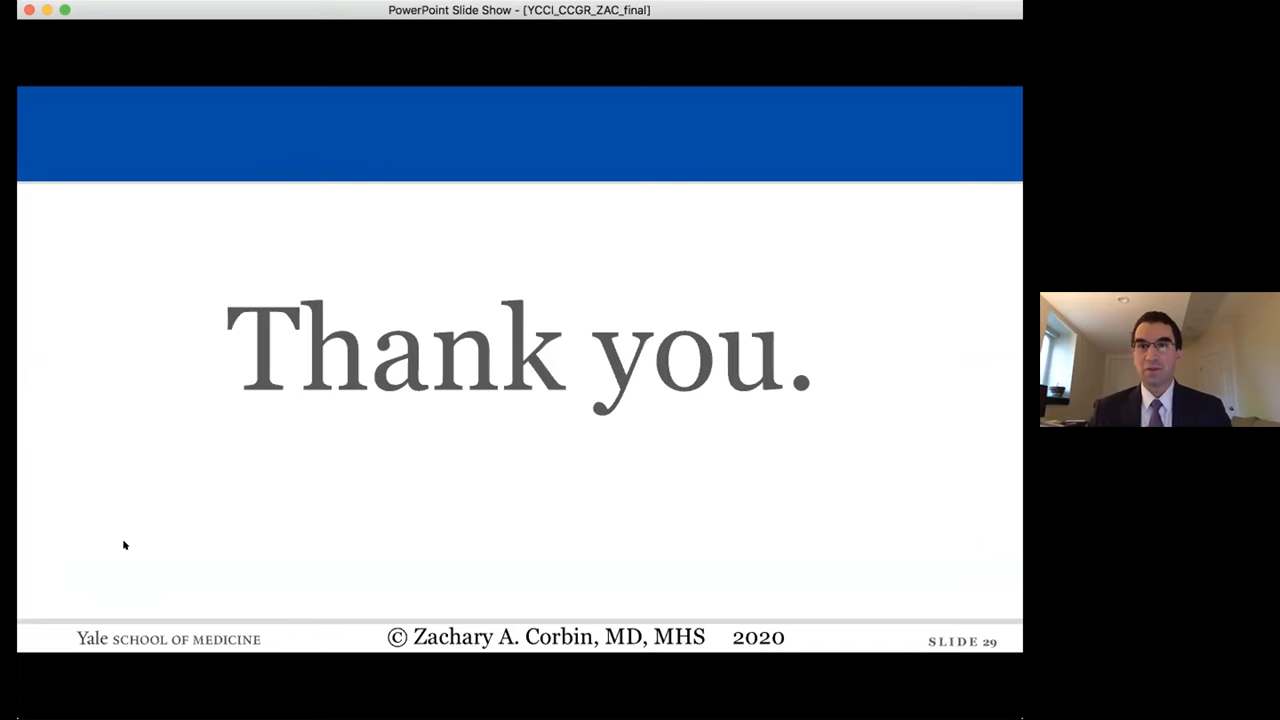 PowerPoint Slide Show - [YCCI_CCGR_ZAC_final]
Thank you.
Yale SCHOOL OF MEDICINE
© Zachary A. Corbin, MD, MHS 2020
SLIDE 29